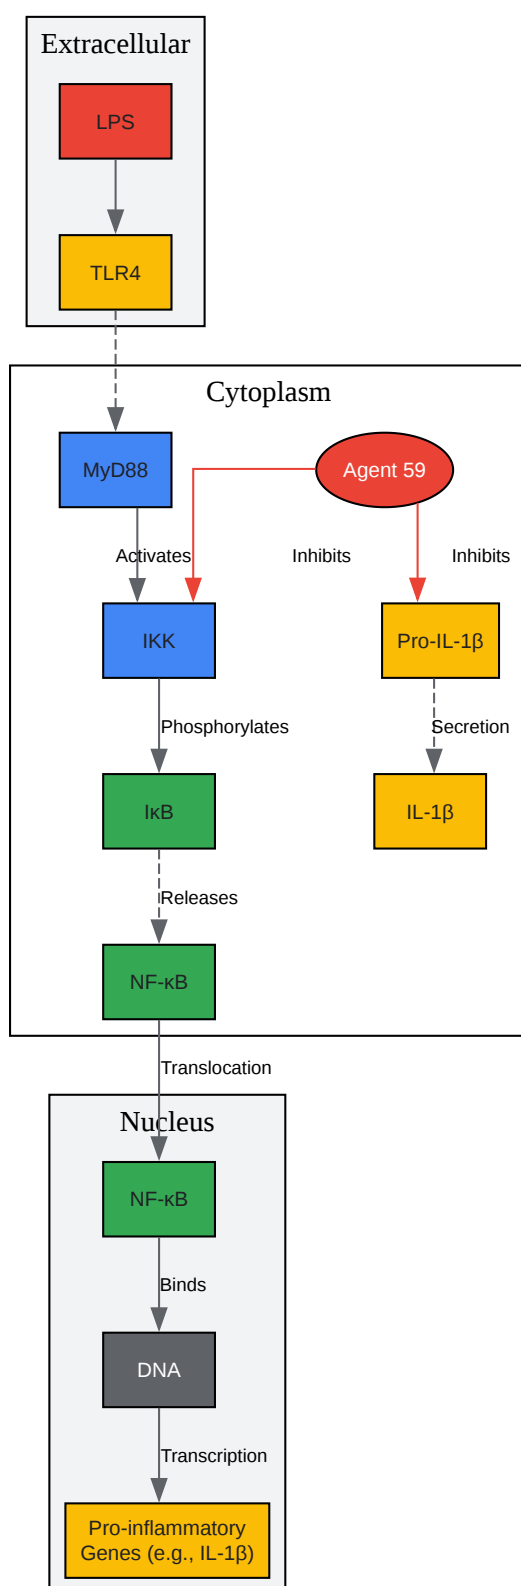 Extracellular
LPS
TLR4
Cytoplasm
MyD88
Agent 59
Activates
Inhibits
Inhibits
IKK
Pro-IL-1β
Phosphorylates
Secretion
IκB
IL-1β
Releases
NF-κB
Translocation
Nucleus
NF-κB
Binds
DNA
Transcription
Pro-inflammatory
Genes (e.g., IL-1β)